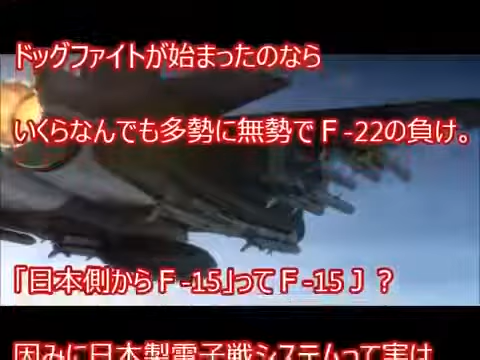 ドッグファイトが始まったのなら
いくらなんでも多勢に無勢でＦ-22の負け。
「日本側からＦ-15」ってＦ-15Ｊ？
因みに日本製電子戦システムって実は